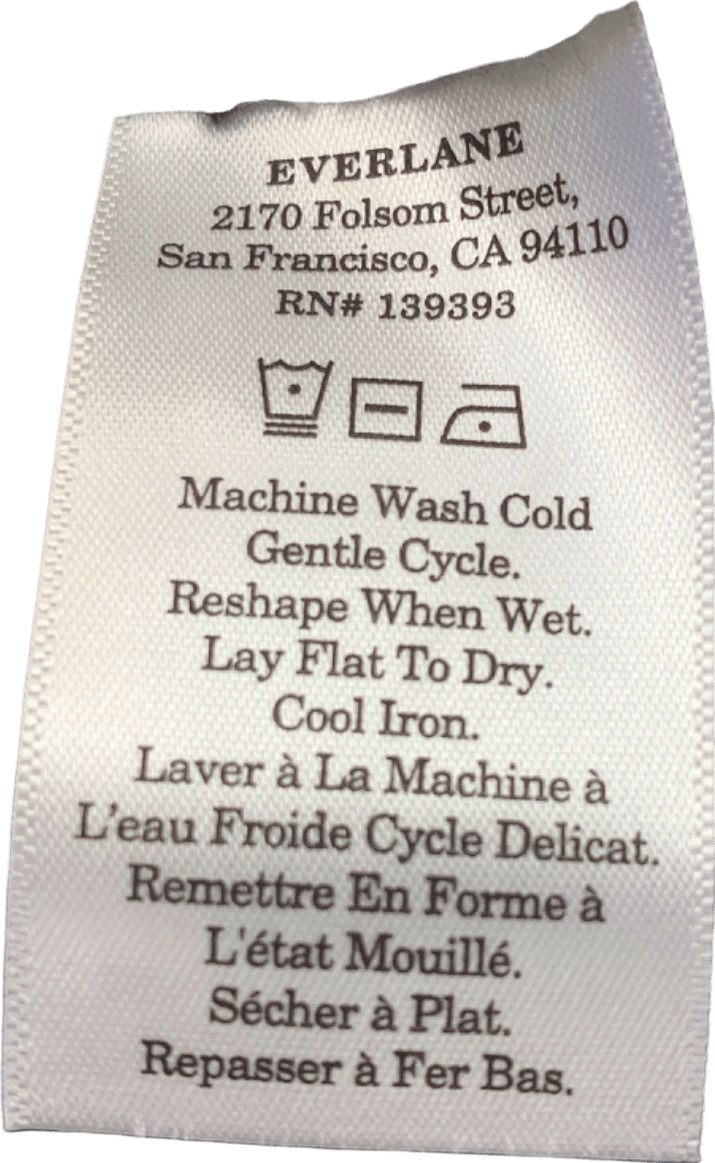 EVERLANE
2170 Folsom Street,
San Francisco, CA 94110
RN# 139393
Machine Wash Cold
Gentle Cycle.
Reshape When Wet.
Lay Flat To Dry.
Cool Iron.
Laver à La Machine à
L'eau Froide Cycle Delicat.
Remettre En Forme à
L'état Mouillé.
Sécher à Plat.
Repasser à Fer Bas.